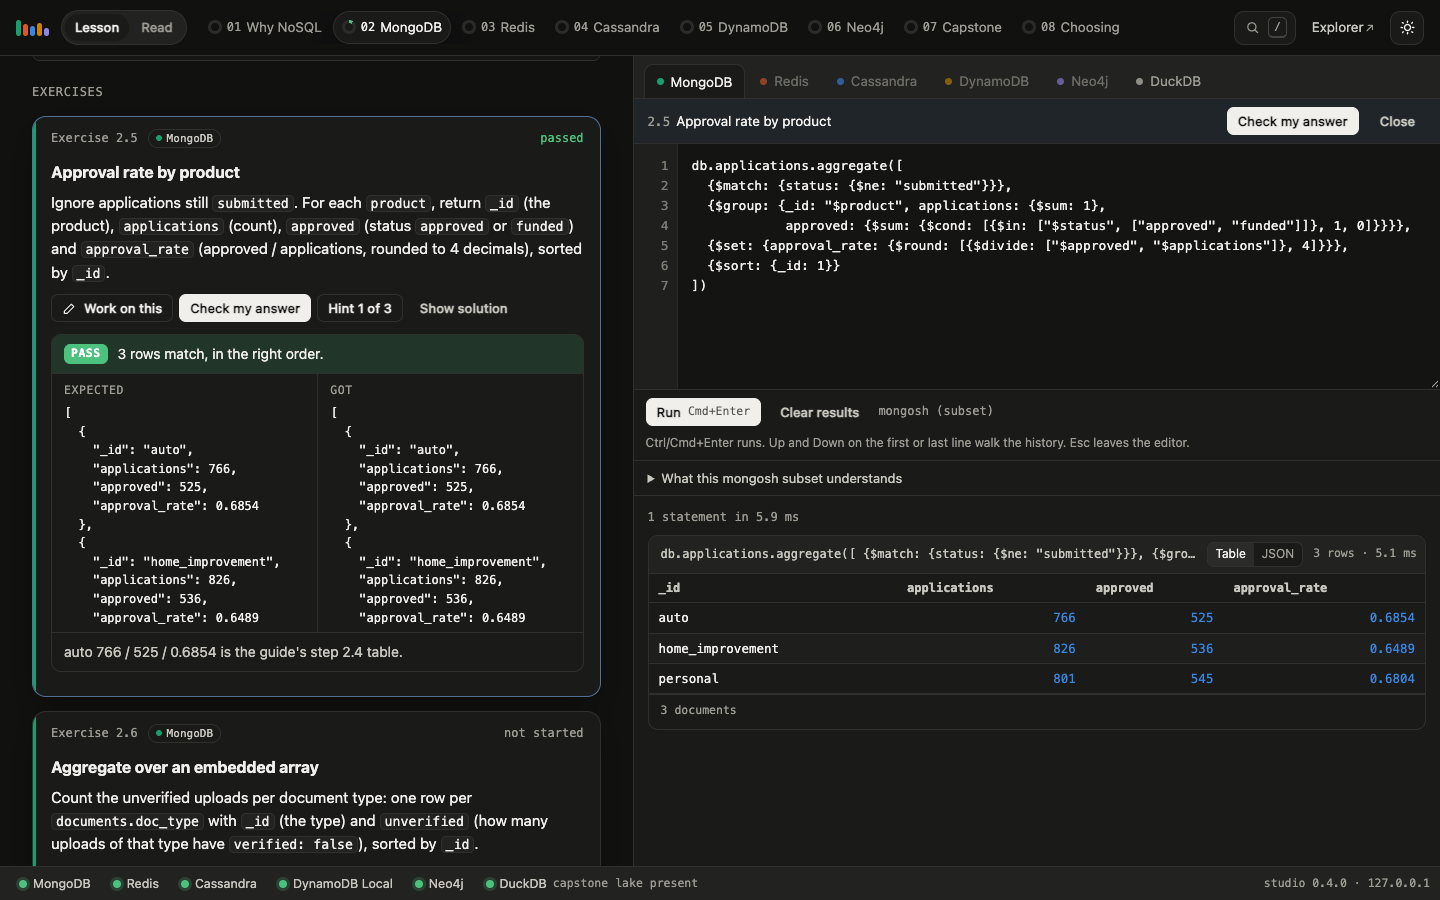 Lesson Read 01 Why NoSQL 02 MongoDB 03 Redis 04 Cassandra 05 DynamoDB 06 Neo4j 07 Capstone 08 Choosing / Explorer↗
EXERCISES
Exercise 2.5 MongoDB passed
Approval rate by product
Ignore applications still submitted. For each product, return _id (the
product), applications (count), approved (status approved or funded)
and approval_rate (approved / applications, rounded to 4 decimals), sorted
by _id.
Work on this Check my answer Hint 1 of 3 Show solution
PASS 3 rows match, in the right order.
EXPECTED
[
{
"_id": "auto",
"applications": 766,
"approved": 525,
"approval_rate": 0.6854
},
{
"_id": "home_improvement",
"applications": 826,
"approved": 536,
"approval_rate": 0.6489
GOT
[
{
"_id": "auto",
"applications": 766,
"approved": 525,
"approval_rate": 0.6854
},
{
"_id": "home_improvement",
"applications": 826,
"approved": 536,
"approval_rate": 0.6489
auto 766 / 525 / 0.6854 is the guide's step 2.4 table.
Exercise 2.6 MongoDB not started
Aggregate over an embedded array
Count the unverified uploads per document type: one row per
documents.doc_type with _id (the type) and unverified (how many
uploads of that type have verified: false), sorted by _id.
MongoDB Redis Cassandra DynamoDB Neo4j DuckDB
2.5 Approval rate by product Check my answer Close
1 db.applications.aggregate([
2 {$match: {status: {$ne: "submitted"}}},
3 {$group: {_id: "$product", applications: {$sum: 1},
4 approved: {$sum: {$cond: [{$in: ["$status", ["approved", "funded"]]}, 1, 0]}}}},
5 {$set: {approval_rate: {$round: [{$divide: ["$approved", "$applications"]}, 4]}}},
6 {$sort: {_id: 1}}
7 ])
Run Cmd+Enter Clear results mongosh (subset)
Ctrl/Cmd+Enter runs. Up and Down on the first or last line walk the history. Esc leaves the editor.
▶ What this mongosh subset understands
1 statement in 5.9 ms
db.applications.aggregate([ {$match: {status: {$ne: "submitted"}}}, {$gro… Table JSON 3 rows · 5.1 ms
_id applications approved approval_rate
auto 766 525 0.6854
home_improvement 826 536 0.6489
personal 801 545 0.6804
3 documents
MongoDB Redis Cassandra DynamoDB Local Neo4j DuckDB capstone lake present studio 0.4.0 · 127.0.0.1